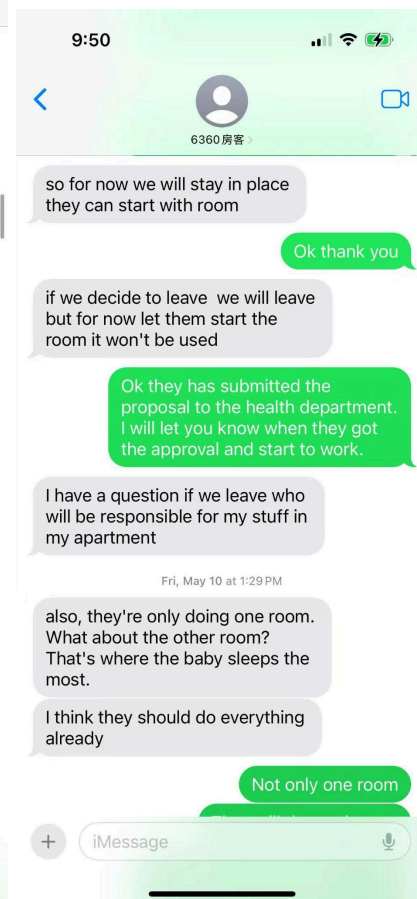 9:50
6360房客
so for now we will stay in place
they can start with room
Ok thank you
if we decide to leave we will leave
but for now let them start the
room it won't be used
Ok they has submitted the
proposal to the health department.
I will let you know when they got
the approval and start to work.
I have a question if we leave who
will be responsible for my stuff in
my apartment
Fri, May 10 at 1:29 PM
also, they're only doing one room.
What about the other room?
That's where the baby sleeps the
most.
I think they should do everything
already
Not only one room
iMessage